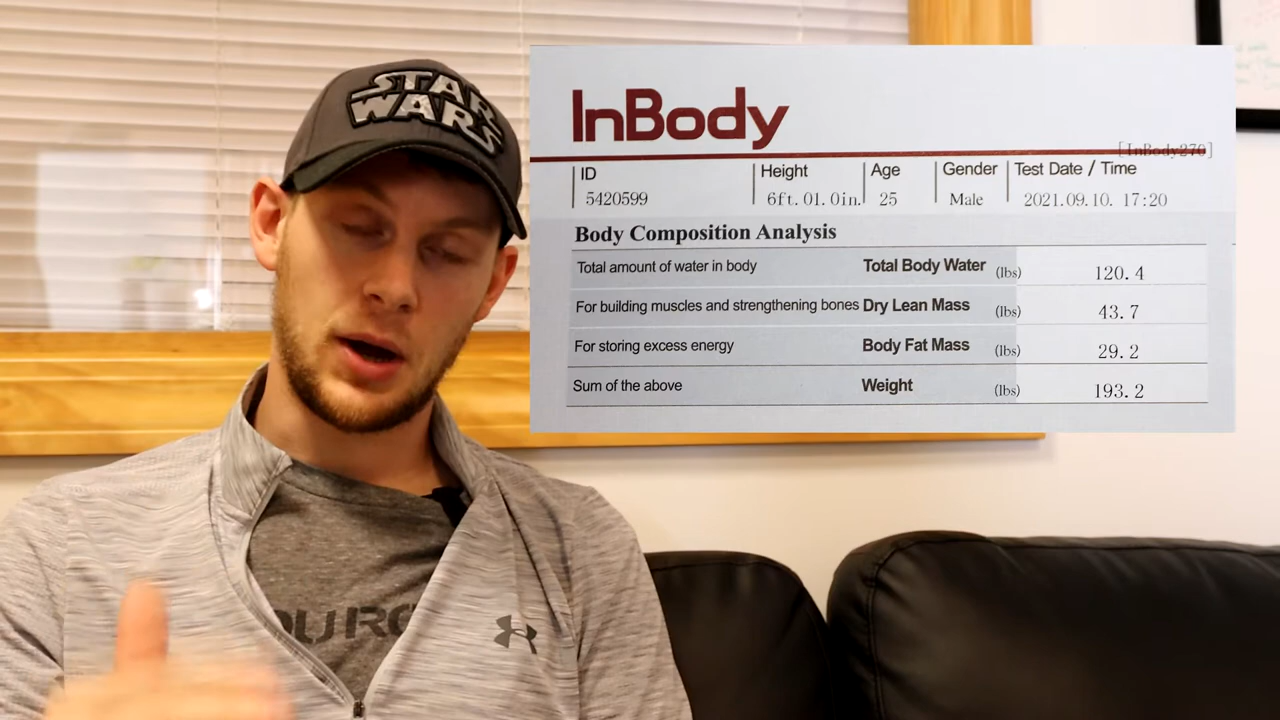 STAR
WARS
InBody
[InBody270]
ID Height Age Gender Test Date / Time
5420599 6ft. 01. 0in. 25 Male 2021.09.10. 17:20
Body Composition Analysis
Total amount of water in body Total Body Water (lbs) 120. 4
For building muscles and strengthening bones Dry Lean Mass (lbs) 43. 7
For storing excess energy Body Fat Mass (lbs) 29. 2
Sum of the above Weight (lbs) 193. 2